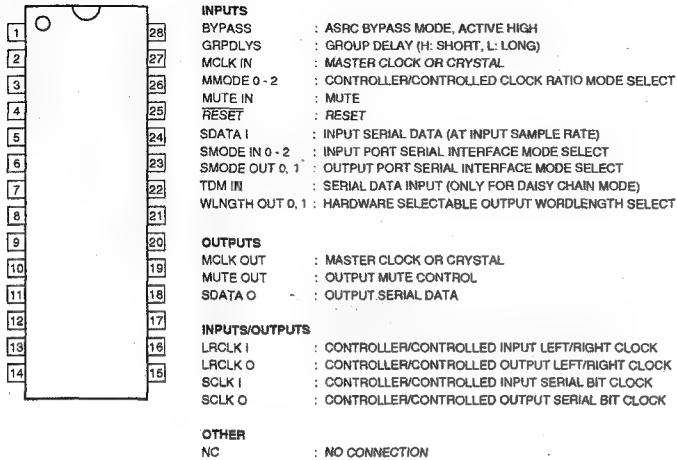 1
2
3
4
5
6
7
8
9
10
11
12
13
14
28
27
26
25
24
23
22
21
20
19
18
17
16
15
INPUTS
BYPASS : ASRC BYPASS MODE, ACTIVE HIGH
GRPDLYS : GROUP DELAY (H: SHORT, L: LONG)
MCLK IN : MASTER CLOCK OR CRYSTAL
MMODE 0 - 2 : CONTROLLER/CONTROLLED CLOCK RATIO MODE SELECT
MUTE IN : MUTE
RESET : RESET
SDATA I : INPUT SERIAL DATA (AT INPUT SAMPLE RATE)
SMODE IN 0 - 2 : INPUT PORT SERIAL INTERFACE MODE SELECT
SMODE OUT 0, 1 : OUTPUT PORT SERIAL INTERFACE MODE SELECT
TDM IN : SERIAL DATA INPUT (ONLY FOR DAISY CHAIN MODE)
WLNGTH OUT 0, 1 : HARDWARE SELECTABLE OUTPUT WORDLENGTH SELECT
OUTPUTS
MCLK OUT : MASTER CLOCK OR CRYSTAL
MUTE OUT : OUTPUT MUTE CONTROL
SDATA O : OUTPUT SERIAL DATA
INPUTS/OUTPUTS
LRCLK I : CONTROLLER/CONTROLLED INPUT LEFT/RIGHT CLOCK
LRCLK O : CONTROLLER/CONTROLLED OUTPUT LEFT/RIGHT CLOCK
SCLK I : CONTROLLER/CONTROLLED INPUT SERIAL BIT CLOCK
SCLK O : CONTROLLER/CONTROLLED OUTPUT SERIAL BIT CLOCK
OTHER
NC : NO CONNECTION